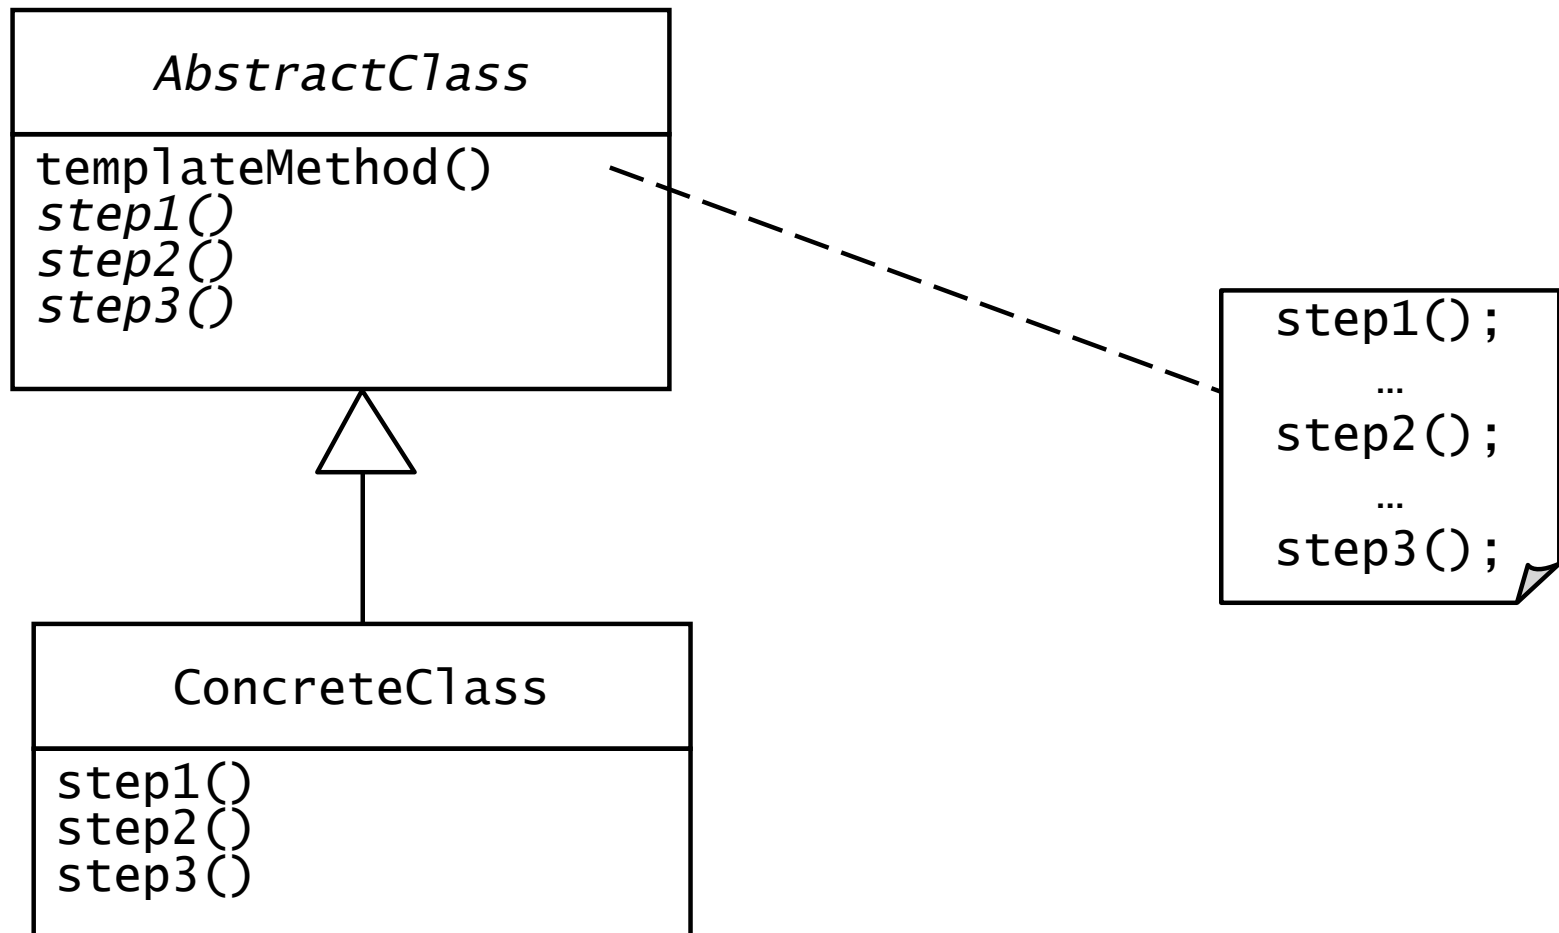 AbstractClass
templateMethod()
step1()
step2()
step3()
step1();
…
step2();
…
step3();
ConcreteClass
step1()
step2()
step3()